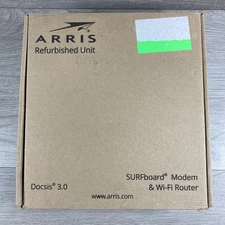 ARRIS
Refurbished Unit
SURFboard® Modem
Docsis® 3.0
& Wi-Fi Router
www.arris.com